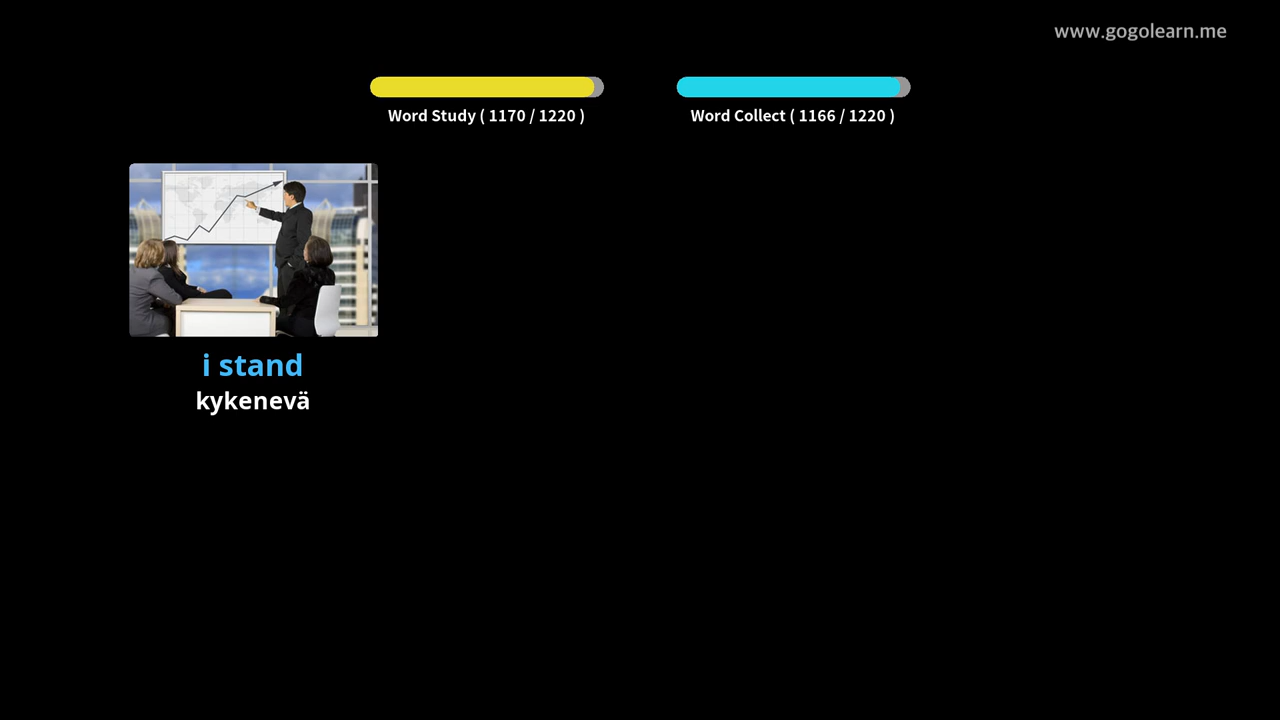 www.gogolearn.me
Word Study ( 1170 / 1220 )
Word Collect ( 1166 / 1220 )
i stand
kykenevä